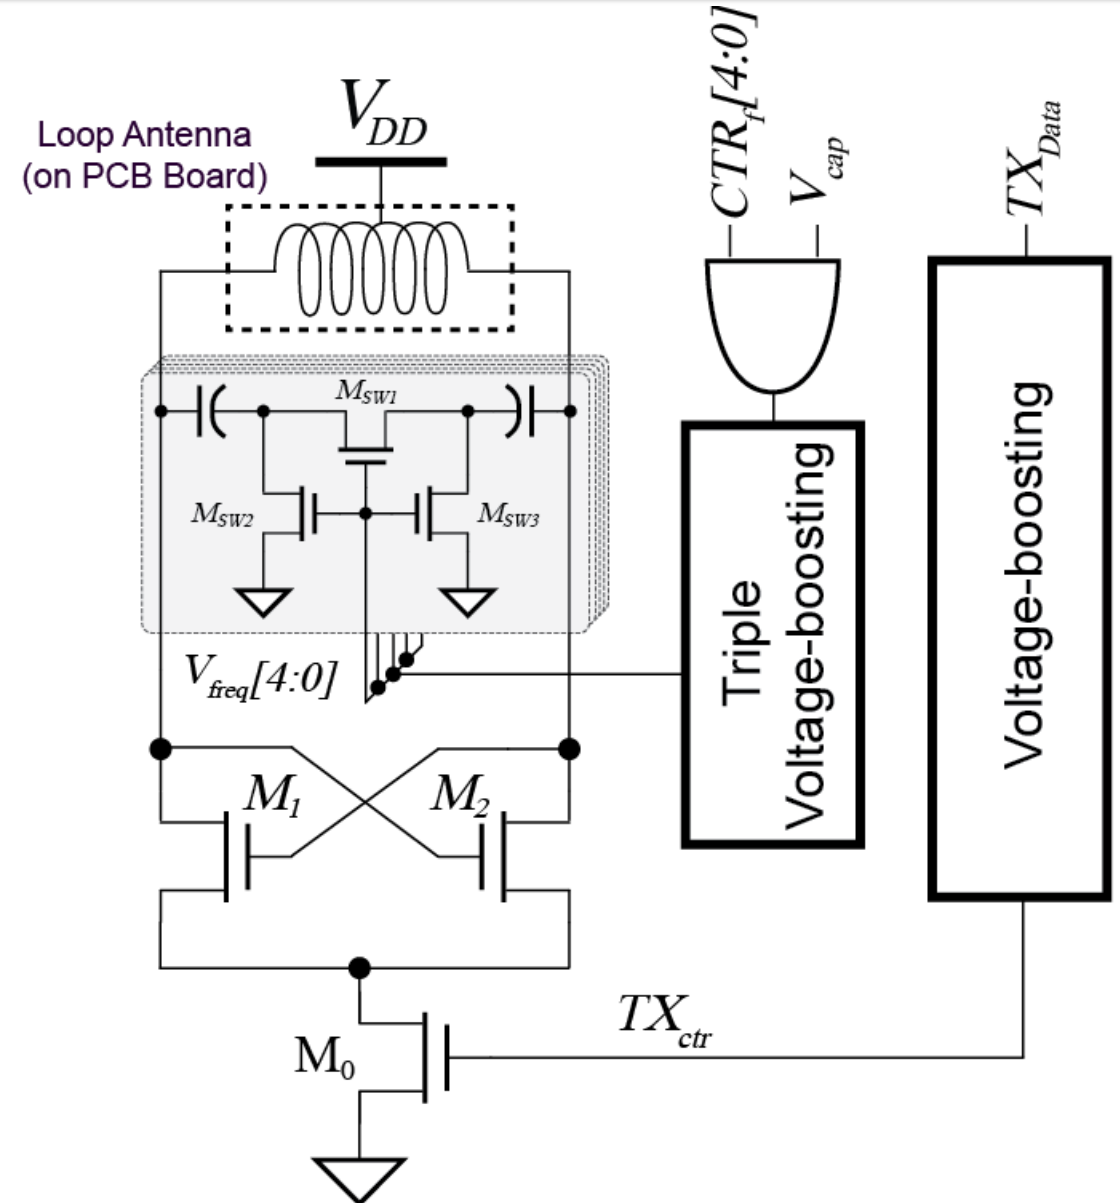 V_DD
Loop Antenna
(on PCB Board)
CTR_f[4:0]
V_cap
TX_Data
M_SW1
M_SW2
M_SW3
V_freq[4:0]
Triple
Voltage-boosting
Voltage-boosting
M_1
M_2
TX_ctr
M_0